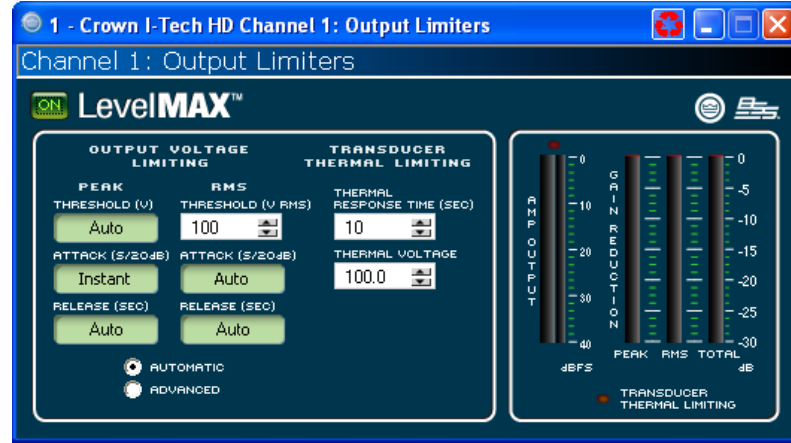 1 - Crown I-Tech HD Channel 1: Output Limiters
Channel 1: Output Limiters
ON LevelMAX™
BSS
OUTPUT VOLTAGE
LIMITING
PEAK
THRESHOLD (V)
Auto
ATTACK (S/20dB)
Instant
RELEASE (SEC)
Auto
RMS
THRESHOLD (V RMS)
100
ATTACK (S/20dB)
Auto
RELEASE (SEC)
Auto
AUTOMATIC
ADVANCED
TRANSDUCER
THERMAL LIMITING
THERMAL
RESPONSE TIME (SEC)
10
THERMAL VOLTAGE
100.0
AMP OUTPUT
0
10
20
30
40
dBFS
GAIN REDUCTION
0
-5
-10
-15
-20
-25
-30
PEAK RMS TOTAL
dB
TRANSDUCER
THERMAL LIMITING